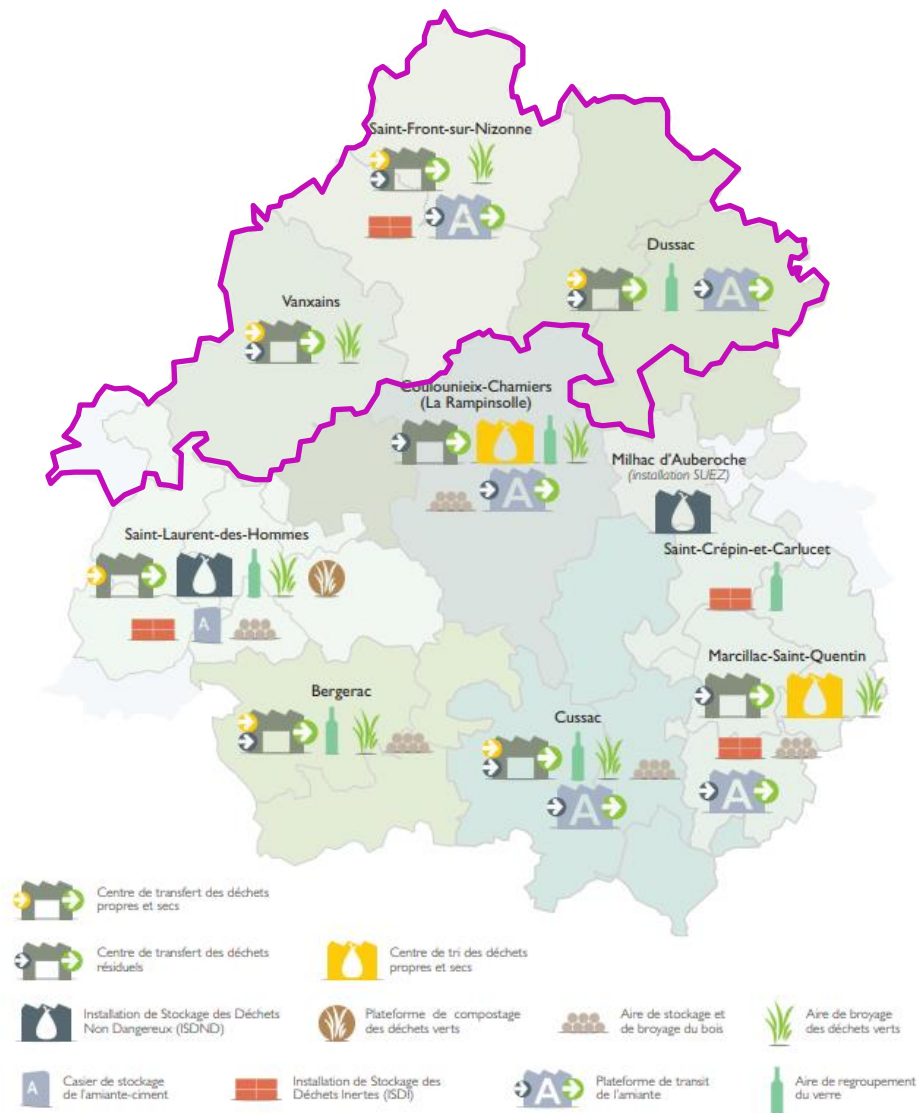 Saint-Front-sur-Nizonne
A
Dussac
A
Vanxains
Coulounieix-Chamiers
(La Rampinsolle)
A
Milhac d'Auberoche
(installation SUEZ)
Saint-Laurent-des-Hommes
A
Saint-Crépin-et-Carlucet
Marcillac-Saint-Quentin
A
Bergerac
Cussac
A
Centre de transfert des déchets
propres et secs
Centre de transfert des déchets
résiduels
Centre de tri des déchets
propres et secs
Installation de Stockage des Déchets
Non Dangereux (ISDND)
Plateforme de compostage
des déchets verts
Aire de stockage et
de broyage du bois
Aire de broyage
des déchets verts
A
Casier de stockage
de l'amiante-ciment
Installation de Stockage des
Déchets Inertes (ISDI)
A
Plateforme de transit
de l'amiante
Aire de regroupement
du verre